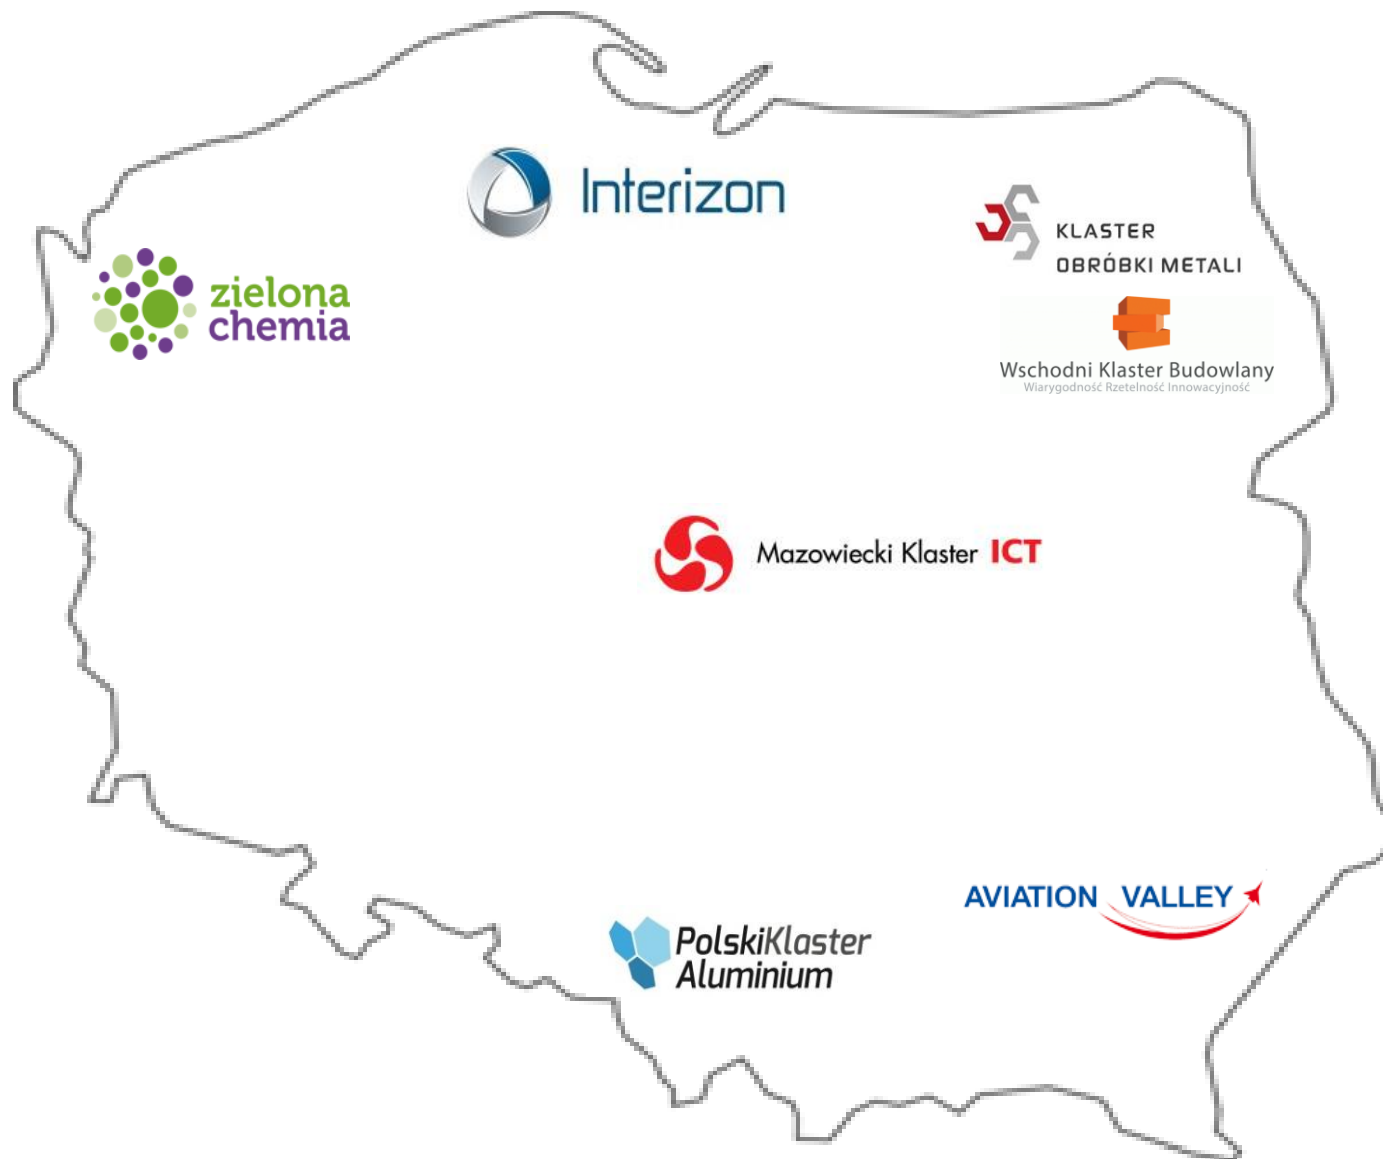 Interizon
KLASTER
OBRÓBKI METALI
zielona
chemia
Wschodni Klaster Budowlany
Wiarygodność Rzetelność Innowacyjność
Mazowiecki Klaster ICT
AVIATION VALLEY
PolskiKlaster
Aluminium